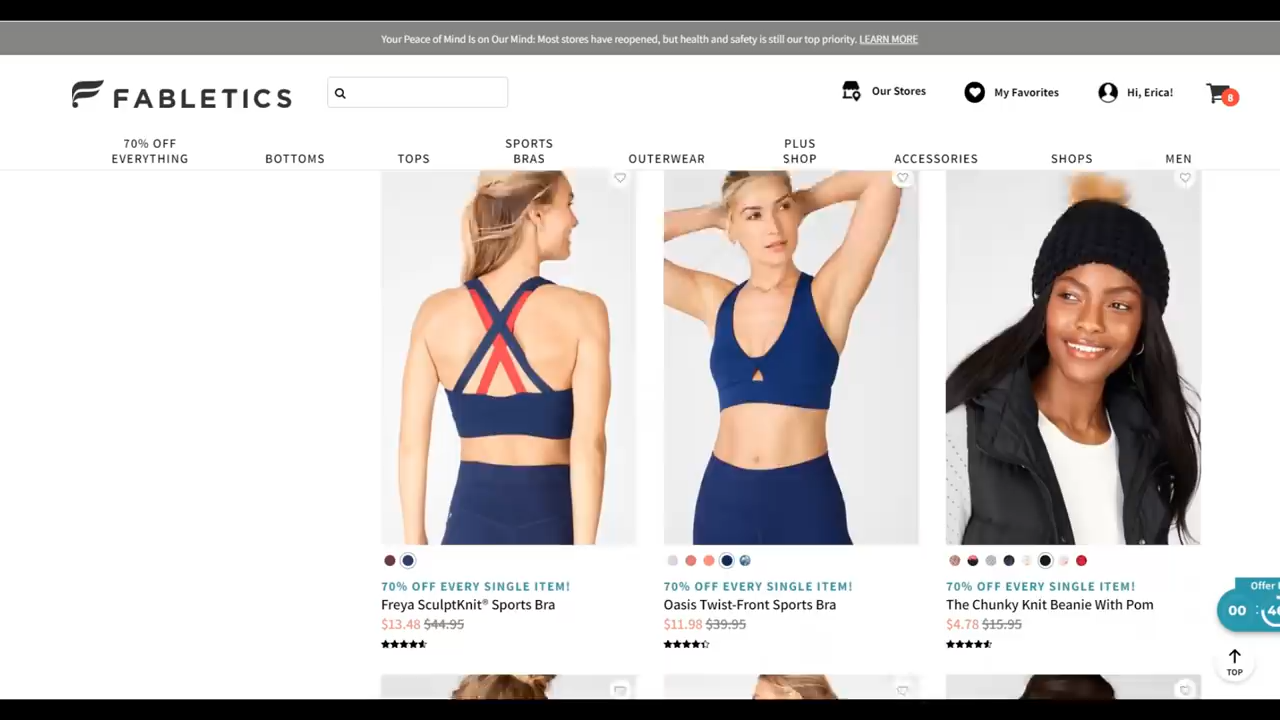 Your Peace of Mind Is on Our Mind: Most stores have reopened, but health and safety is still our top priority. LEARN MORE
FABLETICS
Our Stores
My Favorites
Hi, Erica!
8
70% OFF
EVERYTHING
BOTTOMS
TOPS
SPORTS
BRAS
OUTERWEAR
PLUS
SHOP
ACCESSORIES
SHOPS
MEN
70% OFF EVERY SINGLE ITEM!
Freya SculptKnit® Sports Bra
$13.48 $44.95
70% OFF EVERY SINGLE ITEM!
Oasis Twist-Front Sports Bra
$11.98 $39.95
70% OFF EVERY SINGLE ITEM!
The Chunky Knit Beanie With Pom
$4.78 $15.95
Offer
00 :
TOP